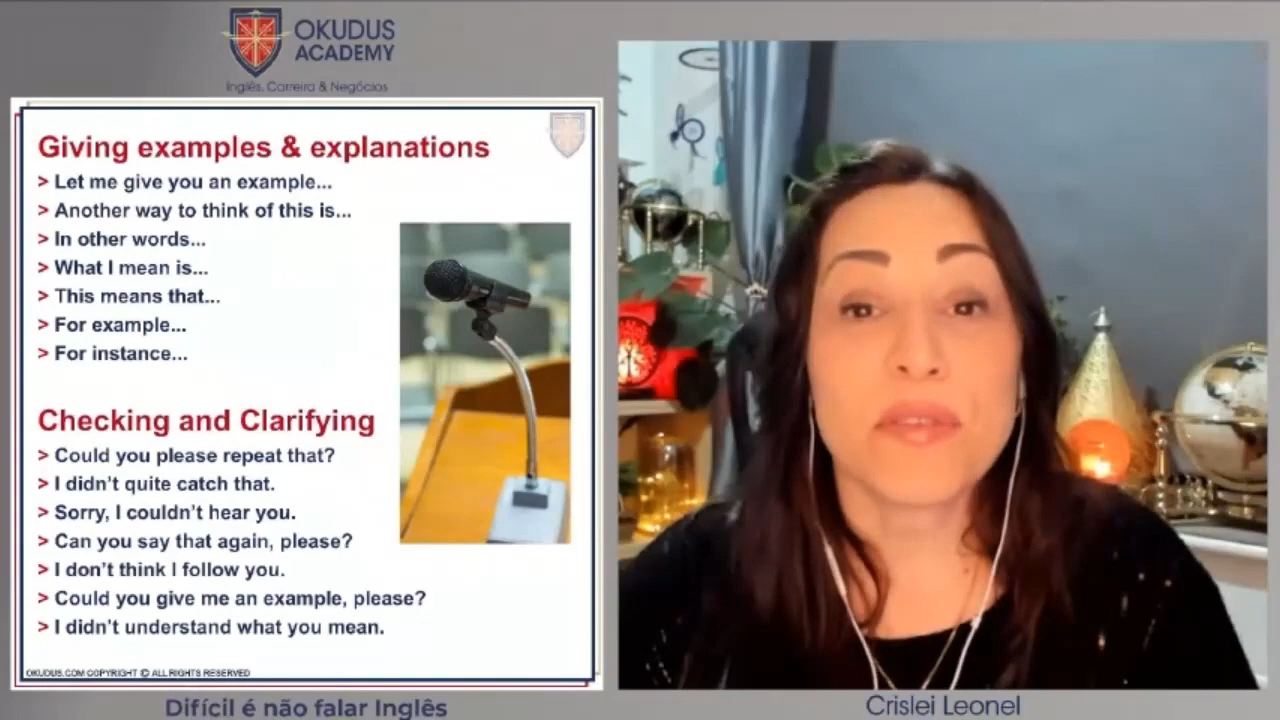 OKUDUS
ACADEMY
Inglês, Carreira & Negócios
Giving examples & explanations
> Let me give you an example...
> Another way to think of this is...
> In other words...
> What I mean is...
> This means that...
> For example...
> For instance...
Checking and Clarifying
> Could you please repeat that?
> I didn't quite catch that.
> Sorry, I couldn't hear you.
> Can you say that again, please?
> I don't think I follow you.
> Could you give me an example, please?
> I didn't understand what you mean.
OKUDUS.COM COPYRIGHT © ALL RIGHTS RESERVED
Difícil é não falar Inglês
Crislei Leonel